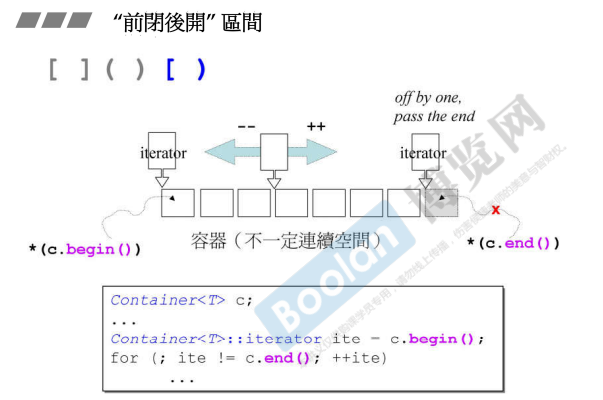 “前閉後開”區間
[ ] ( ) [ )
off by one,
pass the end
-- ++
iterator iterator
x
*(c.begin()) 容器（不一定連續空間） *(c.end())
Boolan 博览网
Container<T> c;
...
Container<T>::iterator ite = c.begin();
for (; ite != c.end(); ++ite)
...